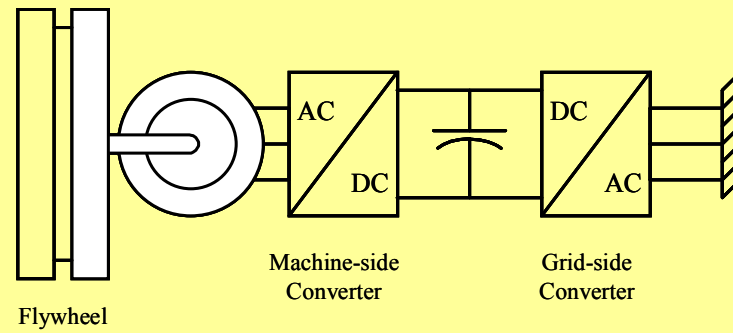 AC
DC
DC
AC
Machine-side
Converter
Grid-side
Converter
Flywheel